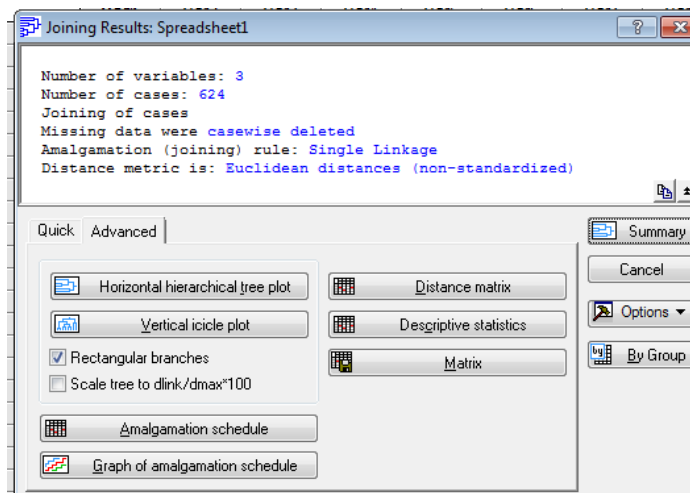 Joining Results: Spreadsheet1
Number of variables: 3
Number of cases: 624
Joining of cases
Missing data were casewise deleted
Amalgamation (joining) rule: Single Linkage
Distance metric is: Euclidean distances (non-standardized)
Quick Advanced
Summary
Horizontal hierarchical tree plot
Distance matrix
Cancel
Vertical icicle plot
Descriptive statistics
Options
Rectangular branches
Matrix
By Group
Scale tree to dlink/dmax*100
Amalgamation schedule
Graph of amalgamation schedule